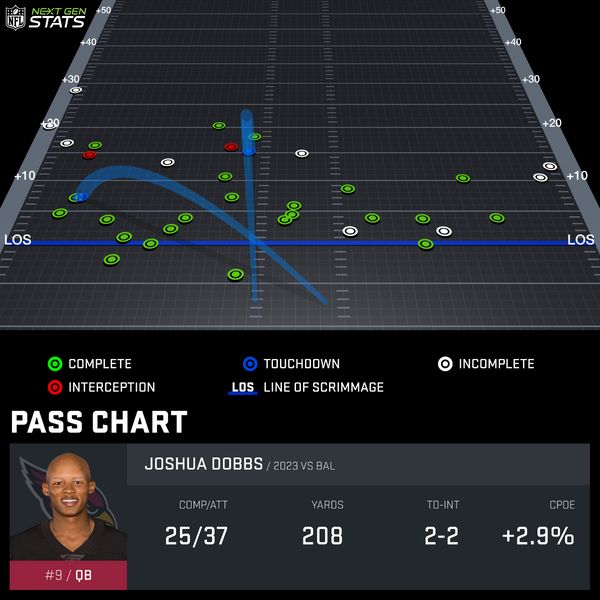 NFL NEXT GEN STATS
+50 +50
+40 +40
+30 +30
+20 +20
+10 +10
LOS LOS
COMPLETE TOUCHDOWN INCOMPLETE
INTERCEPTION LOS LINE OF SCRIMMAGE
PASS CHART
JOSHUA DOBBS / 2023 VS BAL
COMP/ATT YARDS TD-INT CPOE
25/37 208 2-2 +2.9%
#9 / QB